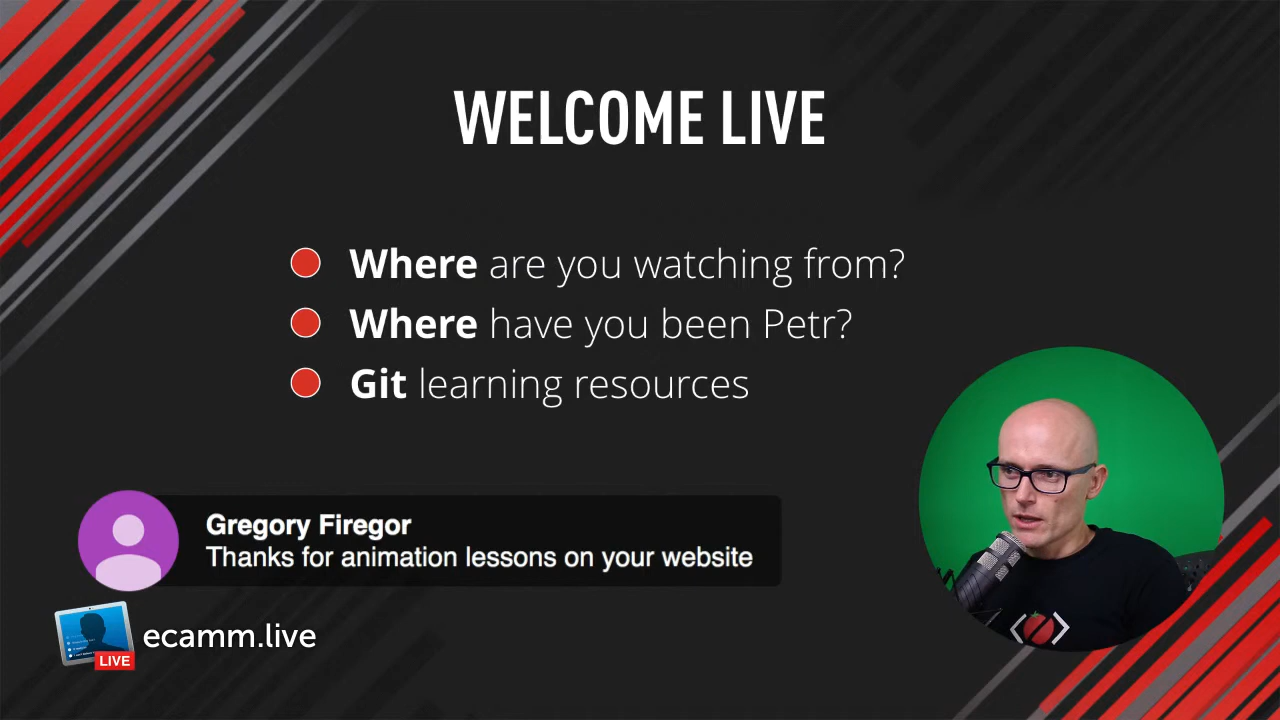 WELCOME LIVE
Where are you watching from?
Where have you been Petr?
Git learning resources
Gregory Firegor
Thanks for animation lessons on your website
ecamm.live
LIVE